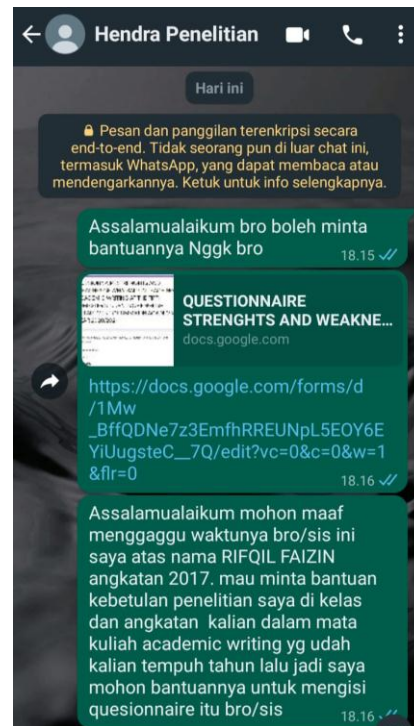 Hendra Penelitian
Hari ini
Pesan dan panggilan terenkripsi secara
end-to-end. Tidak seorang pun di luar chat ini,
termasuk WhatsApp, yang dapat membaca atau
mendengarkannya. Ketuk untuk info selengkapnya.
Assalamualaikum bro boleh minta
bantuannya Nggk bro
18.15
QUESTIONNAIRE
STRENGHTS AND WEAKNE...
docs.google.com
https://docs.google.com/forms/d
/1Mw
_BffQDNe7z3EmfhRREUNpL5EOY6E
YiUugsteC__7Q/edit?vc=0&c=0&w=1
&flr=0
18.16
Assalamualaikum mohon maaf
menggaggu waktunya bro/sis ini
saya atas nama RIFQIL FAIZIN
angkatan 2017. mau minta bantuan
kebetulan penelitian saya di kelas
dan angkatan kalian dalam mata
kuliah academic writing yg udah
kalian tempuh tahun lalu jadi saya
mohon bantuannya untuk mengisi
quesionnaire itu bro/sis
18.16